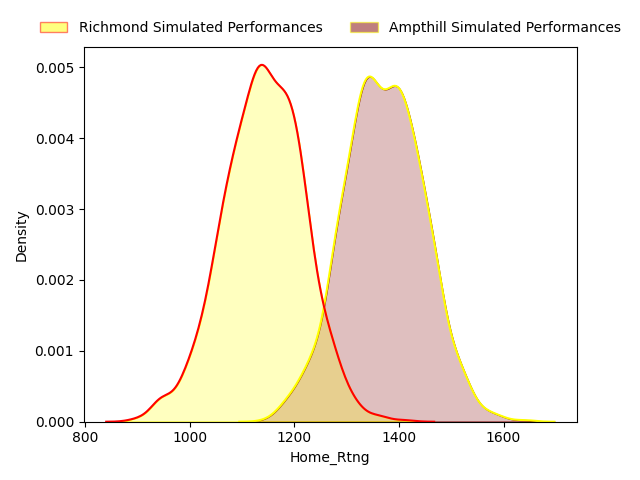 Richmond Simulated Performances Ampthill Simulated Performances
0.005
0.004
0.003
0.002
0.001
0.000
Density
800 1000 1200 1400 1600
Home_Rtng